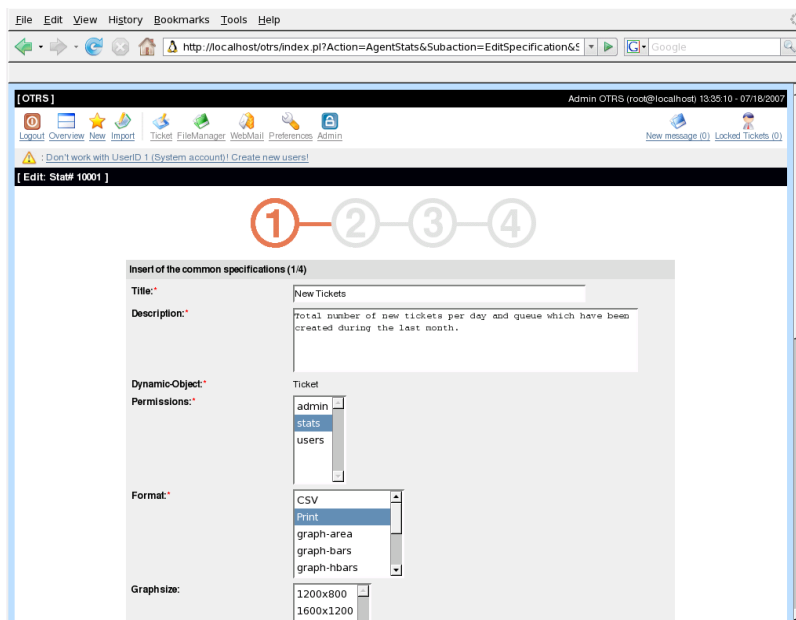 File Edit View History Bookmarks Tools Help
http://localhost/otrs/index.pl?Action=AgentStats&Subaction=EditSpecification&S
G Google
[ OTRS ] Admin OTRS (root@localhost) 13:35:10 - 07/18/2007
Logout Overview New Import Ticket FileManager WebMail Preferences Admin New message (0) Locked Tickets (0)
: Don't work with UserID 1 (System account)! Create new users!
[ Edit: Stat# 10001 ]
1 2 3 4
Insert of the common specifications (1/4)
Title:* New Tickets
Description:* Total number of new tickets per day and queue which have been
created during the last month.
Dynamic-Object:* Ticket
Permissions:* admin
stats
users
Format:* CSV
Print
graph-area
graph-bars
graph-hbars
Graphsize: 1200x800
1600x1200